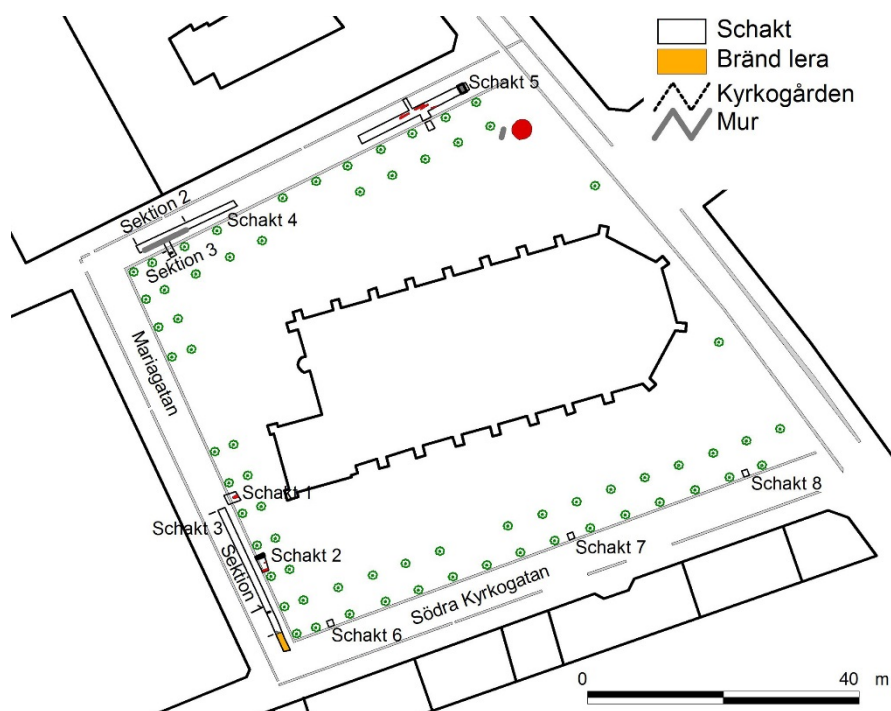 Schakt
Bränd lera
Kyrkogården
Mur
Schakt 5
Sektion 2
Schakt 4
Sektion 3
Mariagatan
Schakt 1
Schakt 3
Sektion 1
Schakt 2
Schakt 8
Schakt 7
Södra Kyrkogatan
Schakt 6
0 40 m